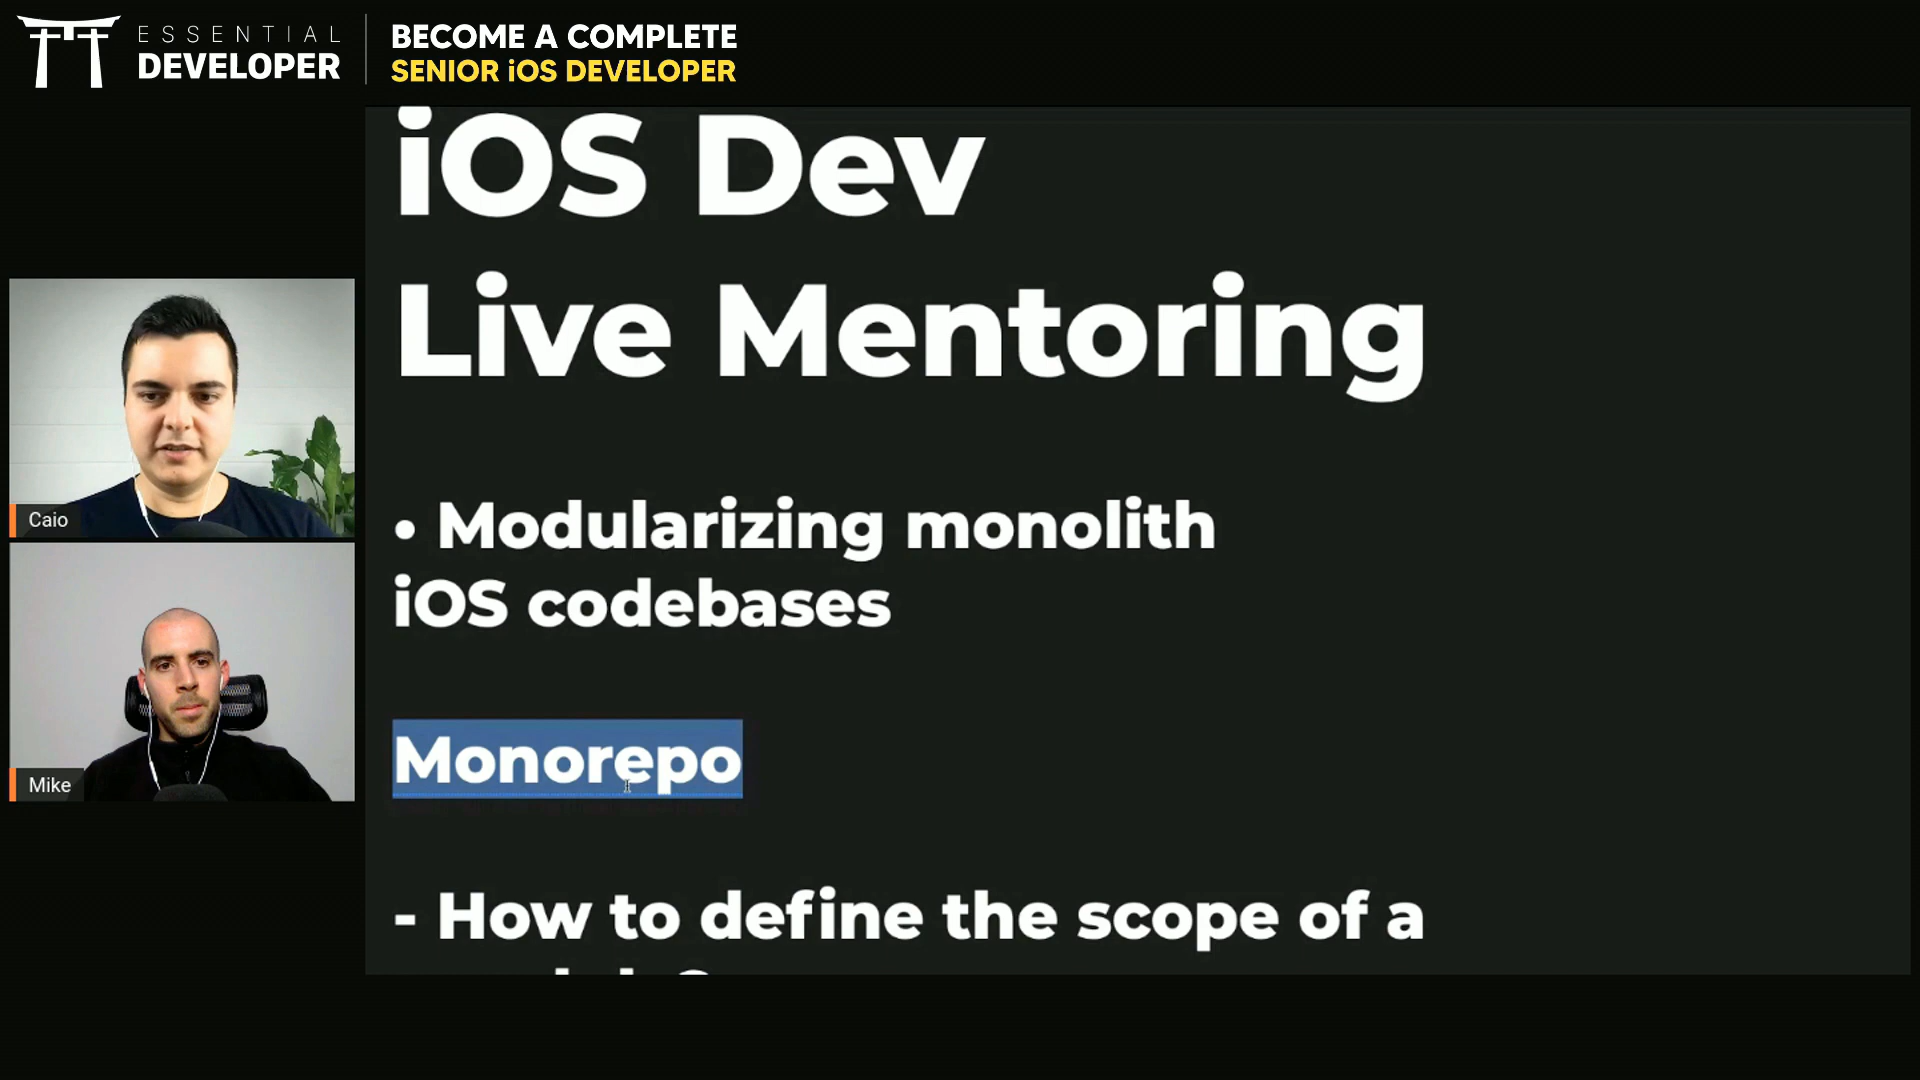 ESSENTIAL
DEVELOPER
BECOME A COMPLETE
SENIOR iOS DEVELOPER
iOS Dev
Live Mentoring
• Modularizing monolith
iOS codebases
Monorepo
- How to define the scope of a
Caio
Mike